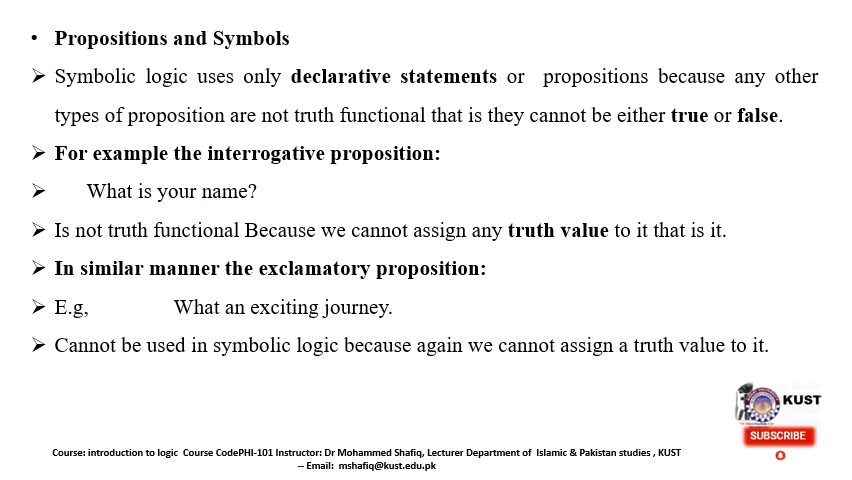 • Propositions and Symbols
➢ Symbolic logic uses only declarative statements or propositions because any other
types of proposition are not truth functional that is they cannot be either true or false.
➢ For example the interrogative proposition:
➢ What is your name?
➢ Is not truth functional Because we cannot assign any truth value to it that is it.
➢ In similar manner the exclamatory proposition:
➢ E.g, What an exciting journey.
➢ Cannot be used in symbolic logic because again we cannot assign a truth value to it.
KUST
SUBSCRIBE
Course: introduction to logic Course CodePHI-101 Instructor: Dr Mohammed Shafiq, Lecturer Department of Islamic & Pakistan studies , KUST
-- Email: mshafiq@kust.edu.pk